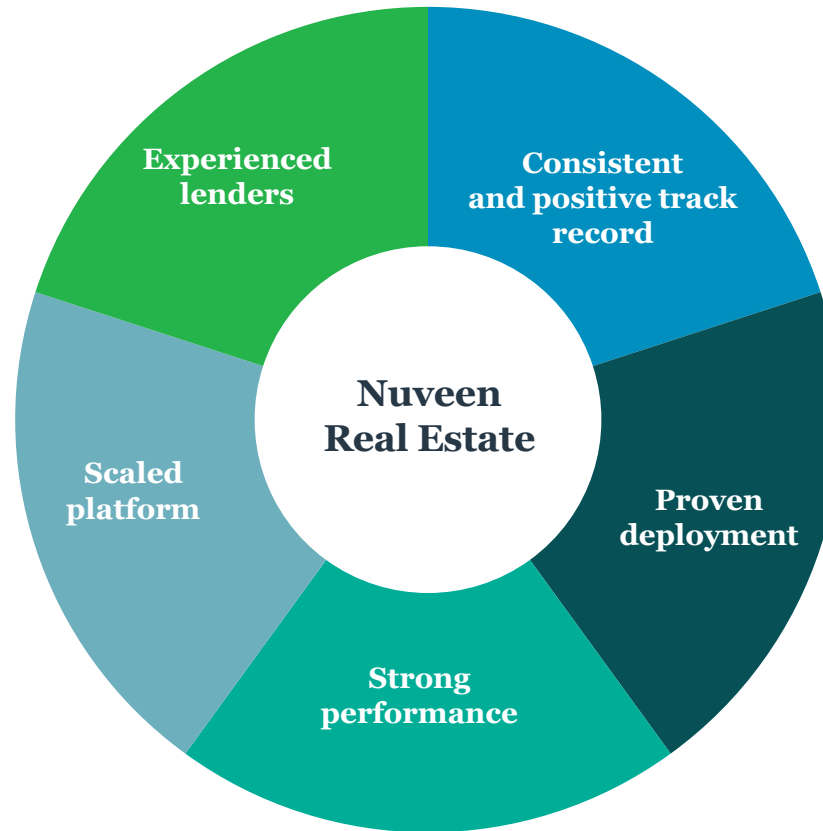 Experienced
lenders
Consistent
and positive track
record
Nuveen
Real Estate
Scaled
platform
Proven
deployment
Strong
performance